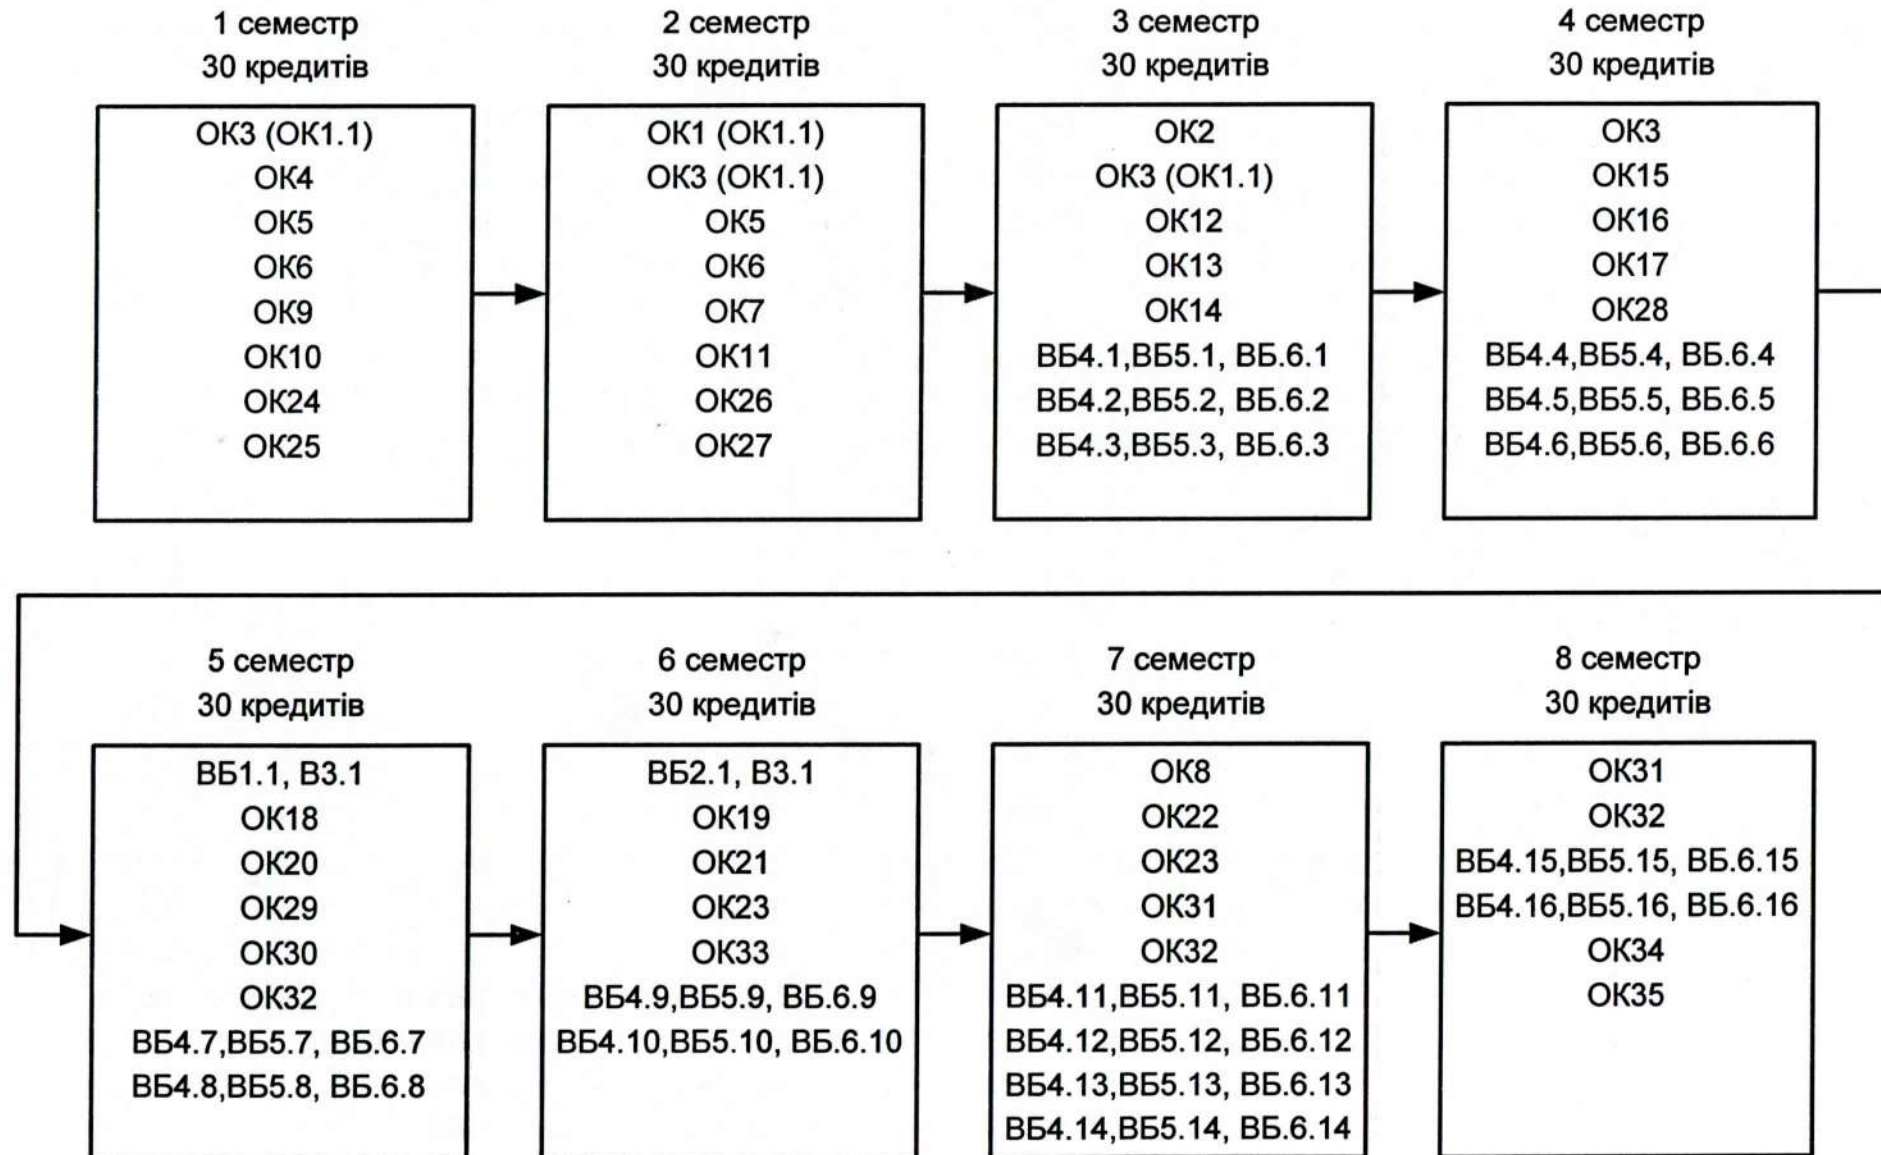 1 семестр
30 кредитів
ОК3 (ОК1.1)
ОК4
ОК5
ОК6
ОК9
ОК10
ОК24
ОК25
2 семестр
30 кредитів
ОК1 (ОК1.1)
ОК3 (ОК1.1)
ОК5
ОК6
ОК7
ОК11
ОК26
ОК27
3 семестр
30 кредитів
ОК2
ОК3 (ОК1.1)
ОК12
ОК13
ОК14
ВБ4.1,ВБ5.1, ВБ.6.1
ВБ4.2,ВБ5.2, ВБ.6.2
ВБ4.3,ВБ5.3, ВБ.6.3
4 семестр
30 кредитів
ОК3
ОК15
ОК16
ОК17
ОК28
ВБ4.4,ВБ5.4, ВБ.6.4
ВБ4.5,ВБ5.5, ВБ.6.5
ВБ4.6,ВБ5.6, ВБ.6.6
5 семестр
30 кредитів
ВБ1.1, В3.1
ОК18
ОК20
ОК29
ОК30
ОК32
ВБ4.7,ВБ5.7, ВБ.6.7
ВБ4.8,ВБ5.8, ВБ.6.8
6 семестр
30 кредитів
ВБ2.1, В3.1
ОК19
ОК21
ОК23
ОК33
ВБ4.9,ВБ5.9, ВБ.6.9
ВБ4.10,ВБ5.10, ВБ.6.10
7 семестр
30 кредитів
ОК8
ОК22
ОК23
ОК31
ОК32
ВБ4.11,ВБ5.11, ВБ.6.11
ВБ4.12,ВБ5.12, ВБ.6.12
ВБ4.13,ВБ5.13, ВБ.6.13
ВБ4.14,ВБ5.14, ВБ.6.14
8 семестр
30 кредитів
ОК31
ОК32
ВБ4.15,ВБ5.15, ВБ.6.15
ВБ4.16,ВБ5.16, ВБ.6.16
ОК34
ОК35